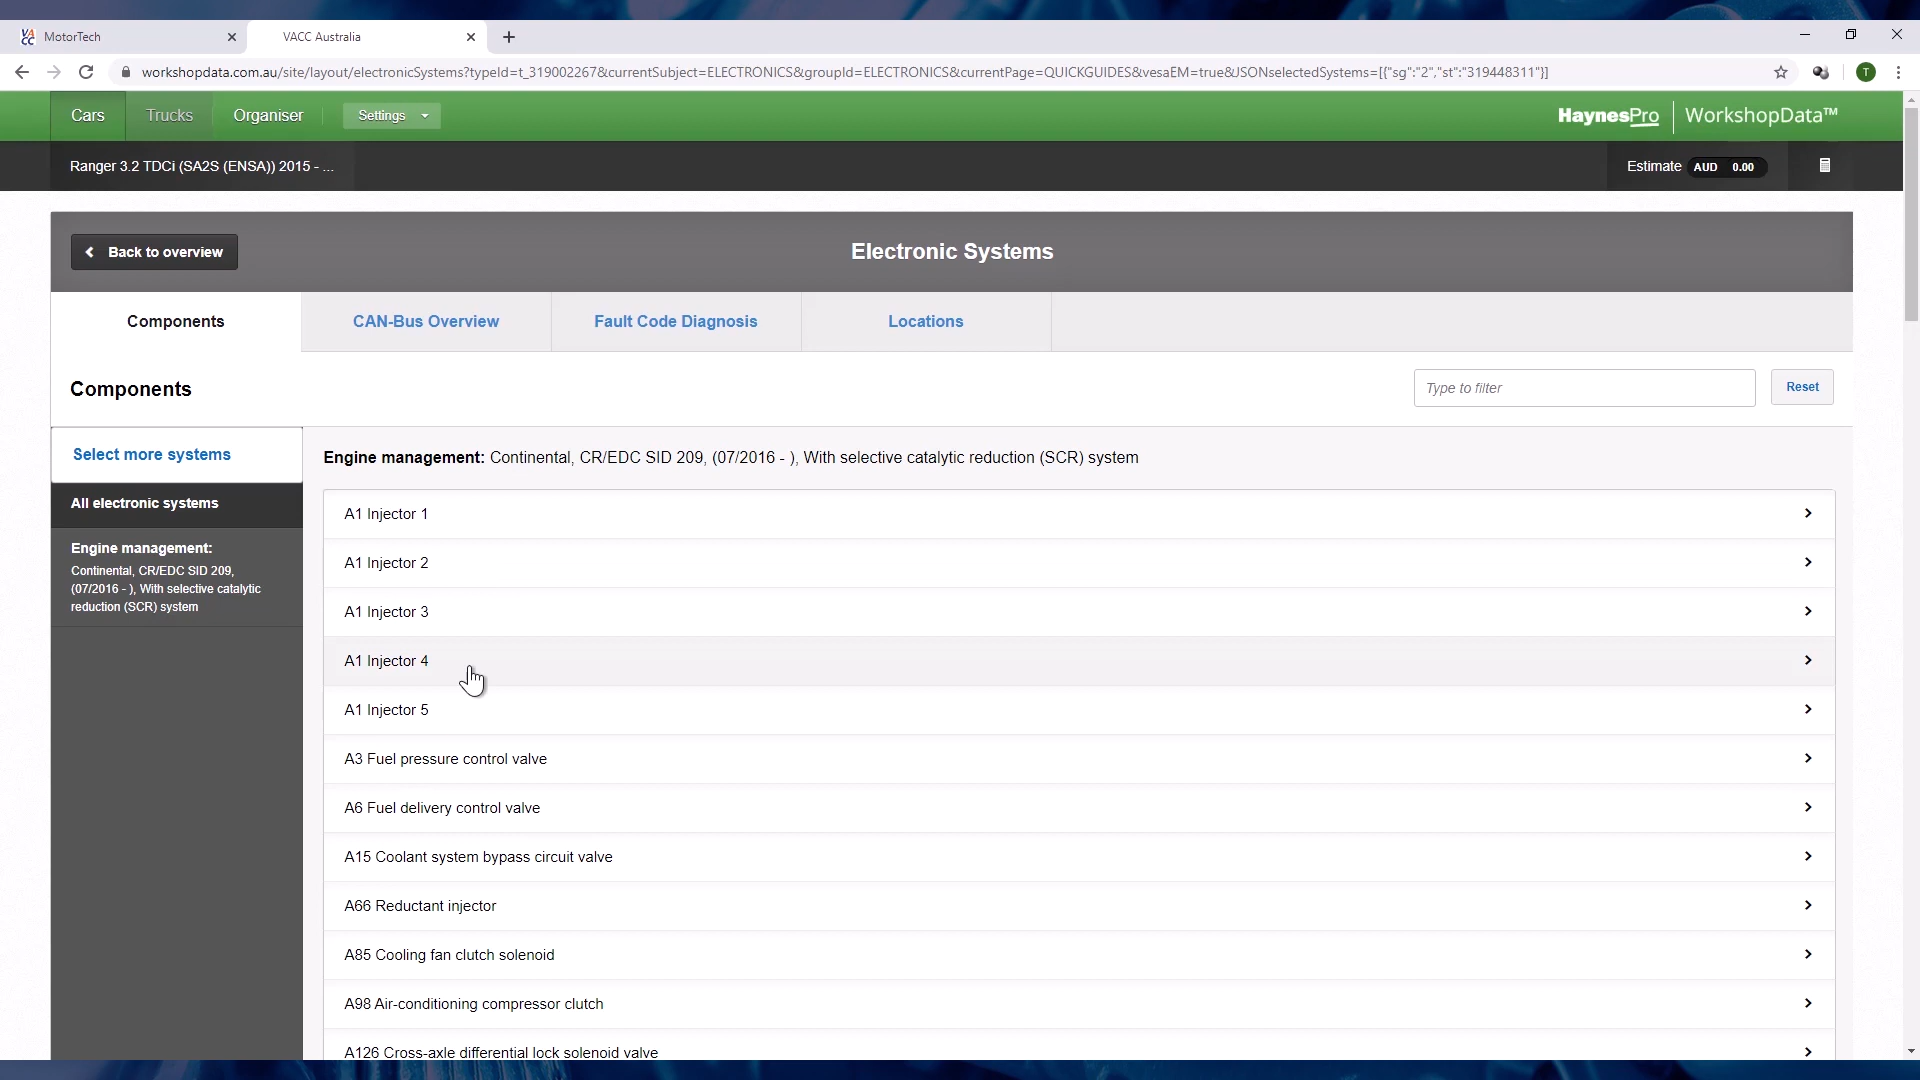 MotorTech
VACC Australia
workshopdata.com.au/site/layout/electronicSystems?typeId=t_319002267&currentSubject=ELECTRONICS&groupId=ELECTRONICS&currentPage=QUICKGUIDES&vesaEM=true&JSONselectedSystems=[{"sg":"2","st":"319448311"}]
T
Cars
Trucks
Organiser
Settings
HaynesPro
WorkshopData™
Ranger 3.2 TDCi (SA2S (ENSA)) 2015 - ...
Estimate AUD 0.00
Back to overview
Electronic Systems
Components
CAN-Bus Overview
Fault Code Diagnosis
Locations
Components
Type to filter
Reset
Select more systems
All electronic systems
Engine management:
Continental, CR/EDC SID 209,
(07/2016 - ), With selective catalytic
reduction (SCR) system
Engine management: Continental, CR/EDC SID 209, (07/2016 - ), With selective catalytic reduction (SCR) system
A1 Injector 1
A1 Injector 2
A1 Injector 3
A1 Injector 4
A1 Injector 5
A3 Fuel pressure control valve
A6 Fuel delivery control valve
A15 Coolant system bypass circuit valve
A66 Reductant injector
A85 Cooling fan clutch solenoid
A98 Air-conditioning compressor clutch
A126 Cross-axle differential lock solenoid valve